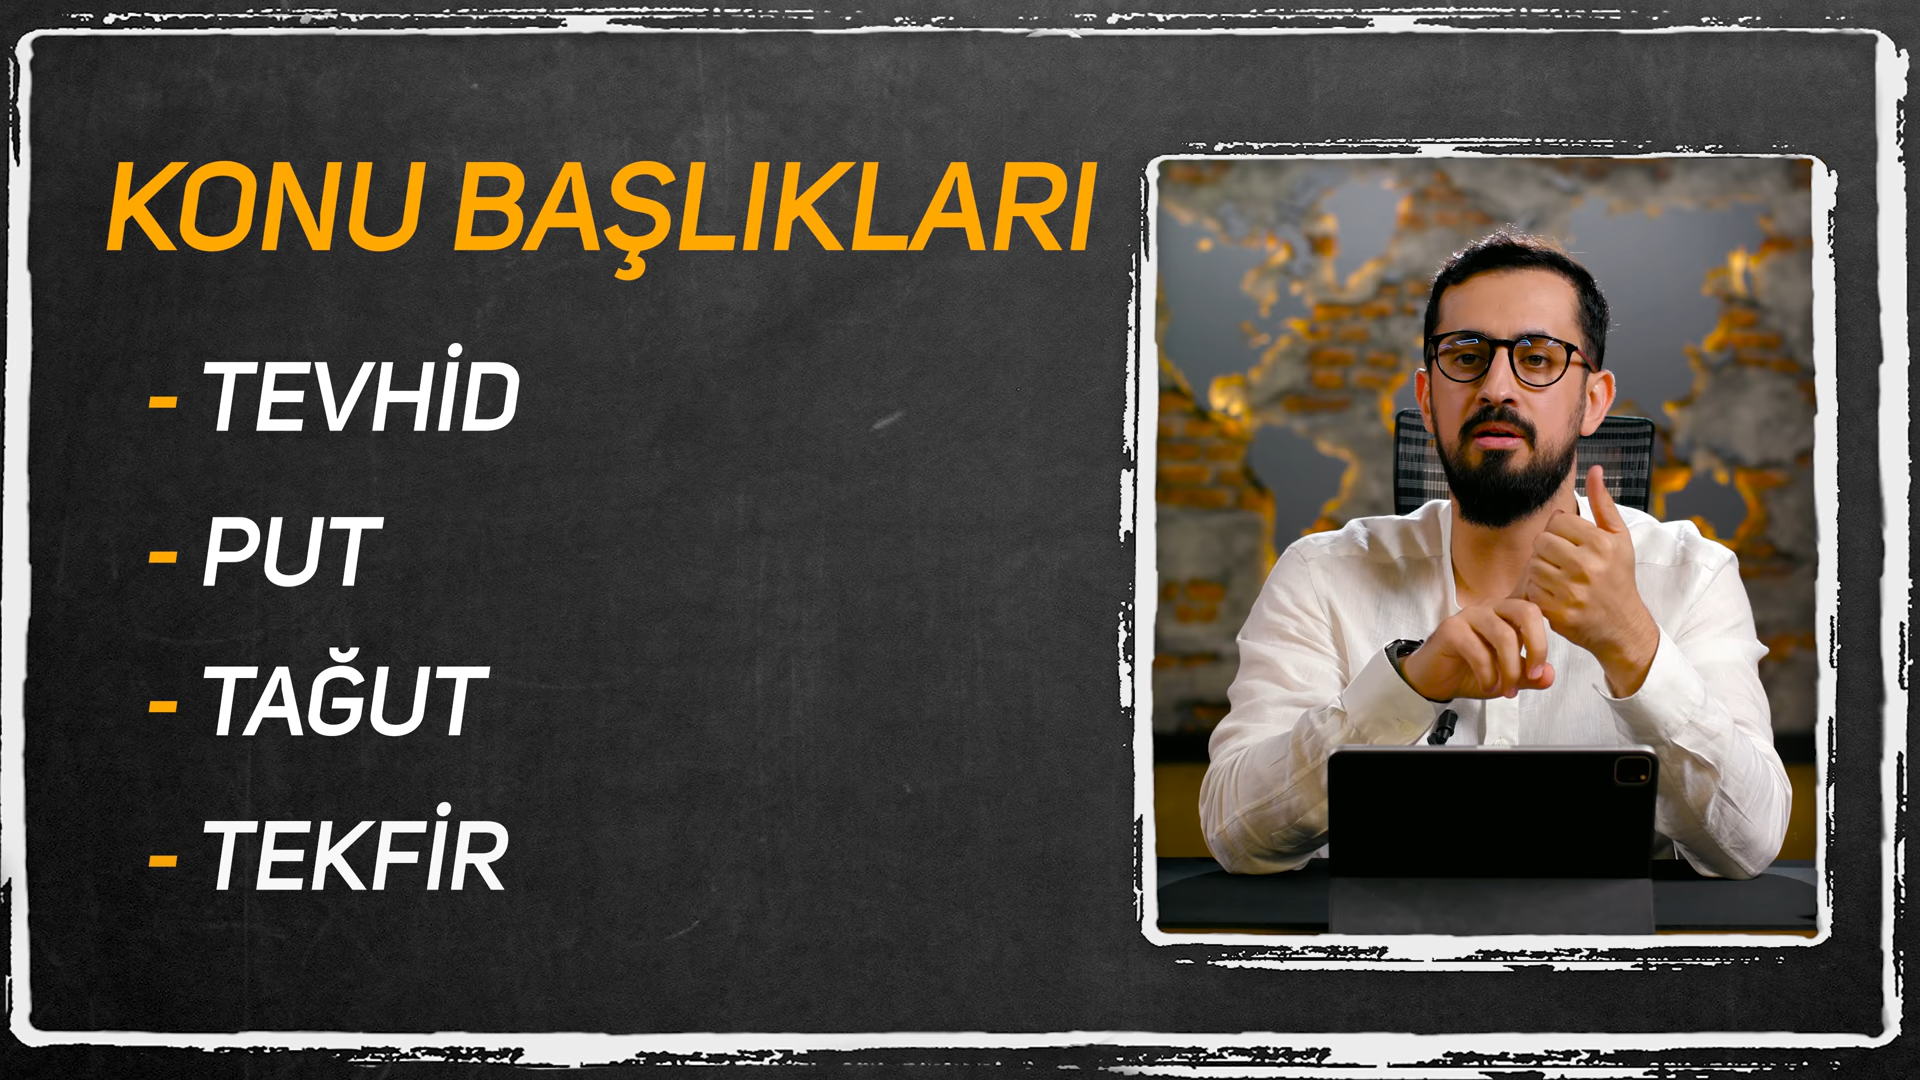 KONU BAŞLIKLARI
- TEVHİD
- PUT
- TAĞUT
- TEKFİR